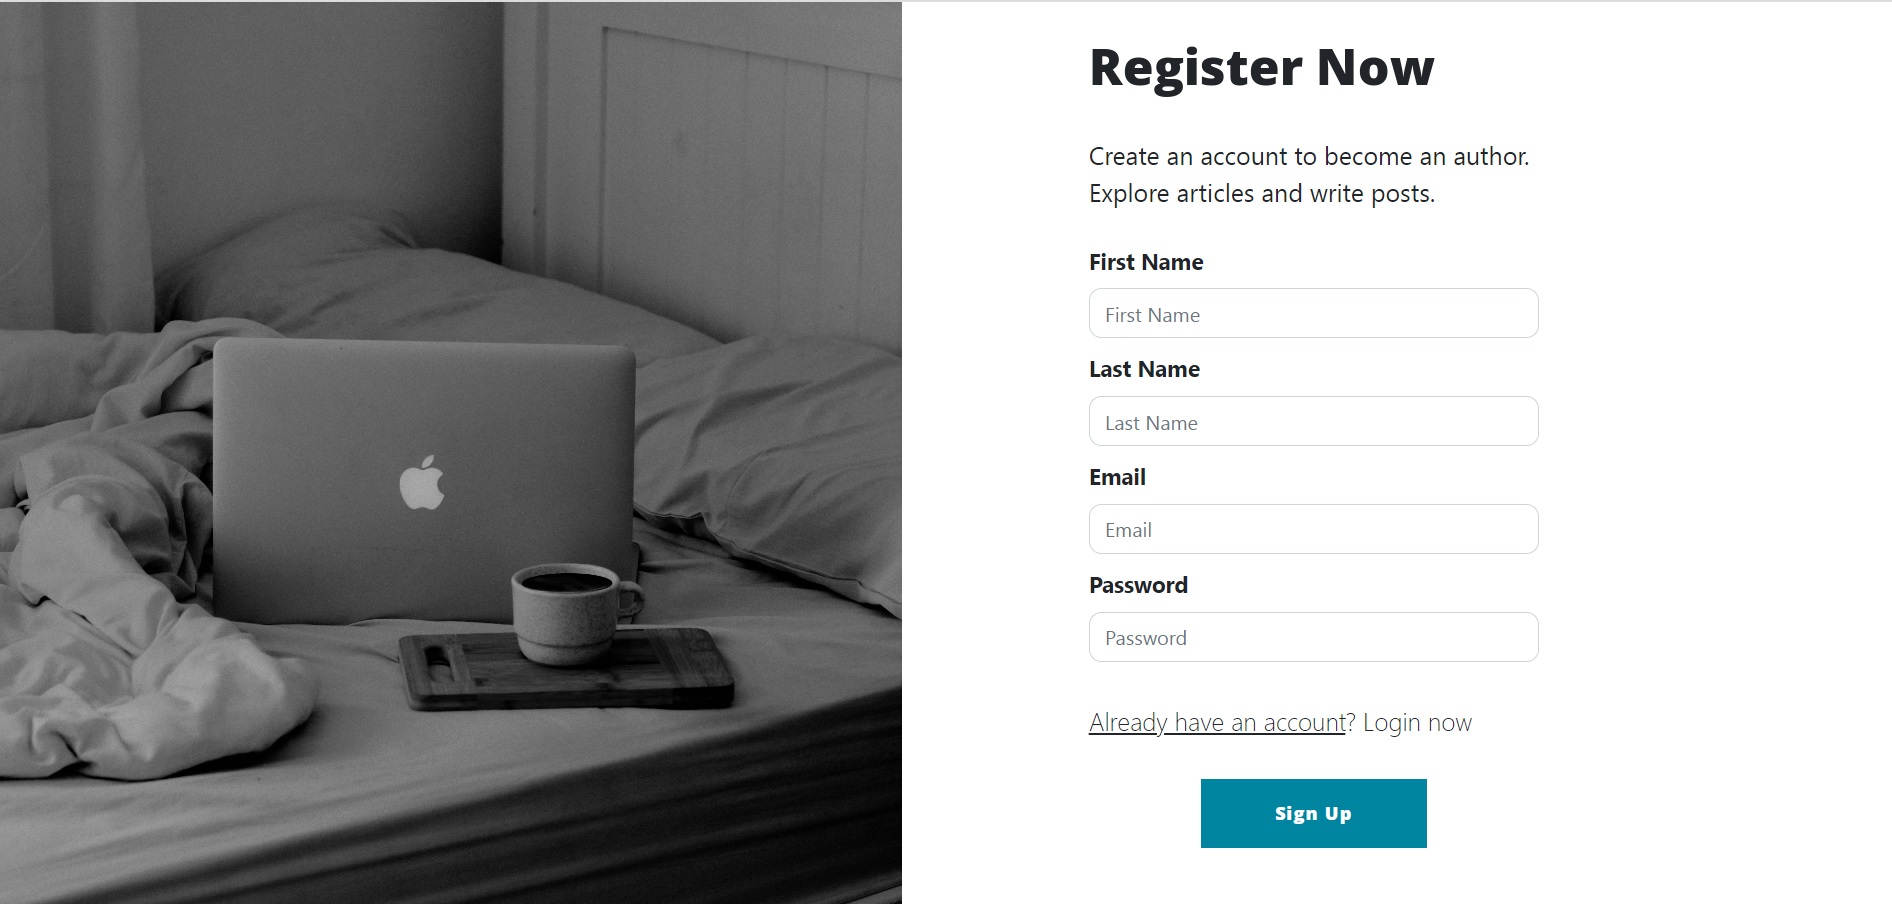 Register Now
Create an account to become an author.
Explore articles and write posts.
First Name
First Name
Last Name
Last Name
Email
Email
Password
Password
Already have an account? Login now
Sign Up